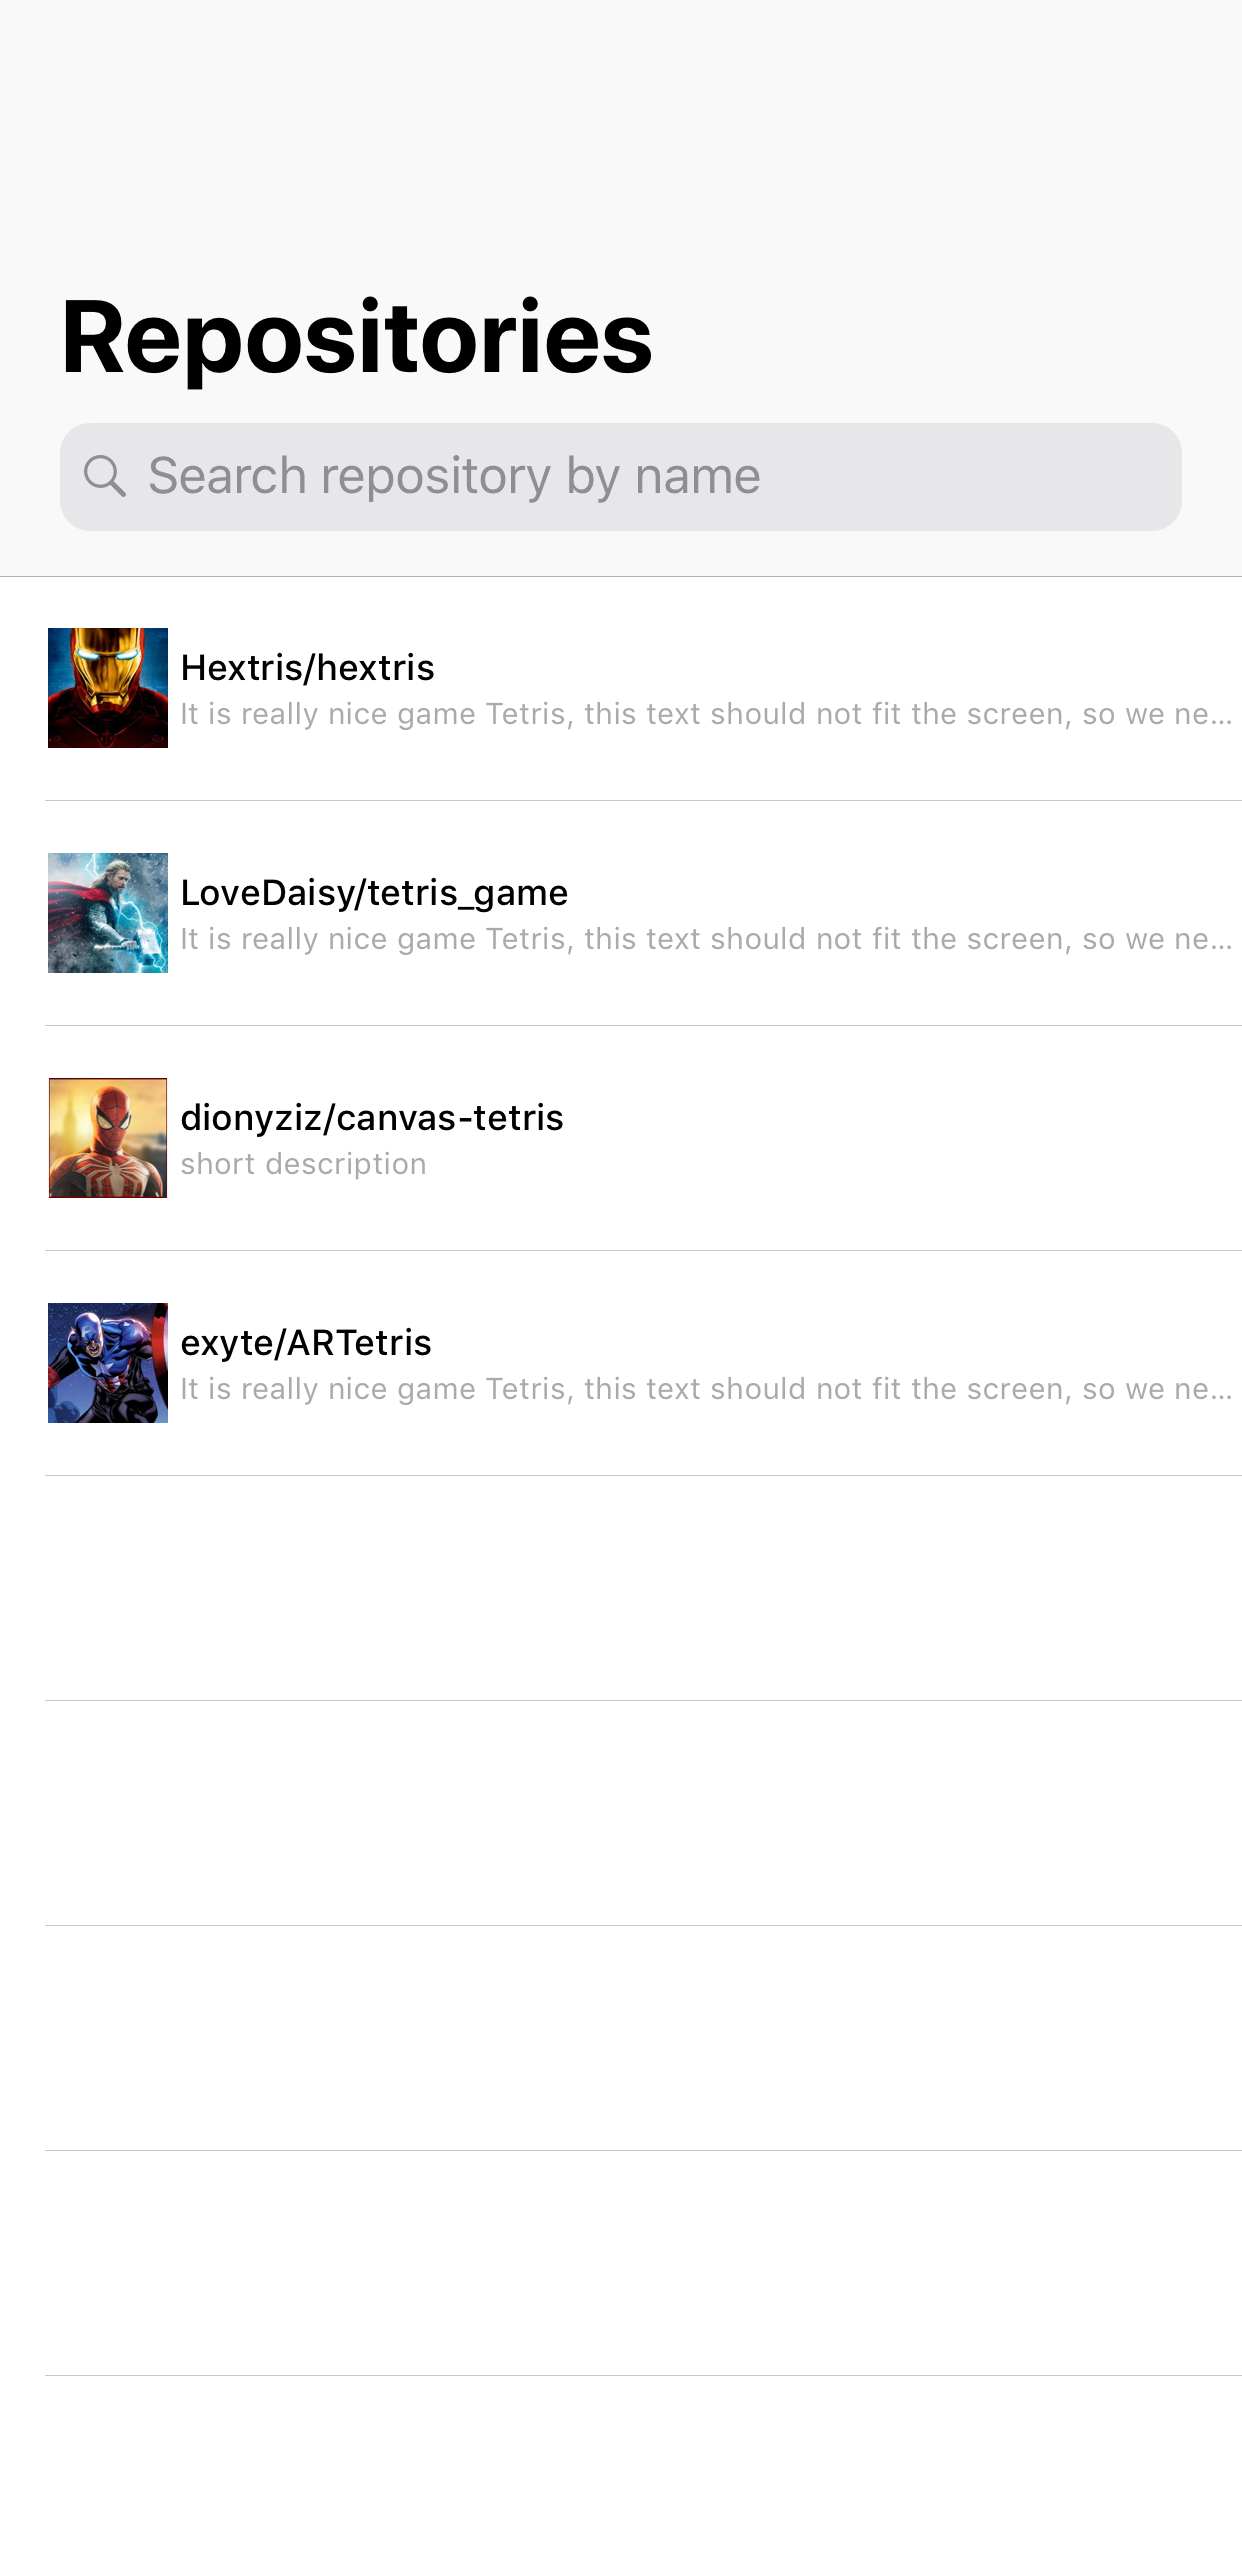 Repositories
Search repository by name
Hextris/hextris
It is really nice game Tetris, this text should not fit the screen, so we ne...
LoveDaisy/tetris_game
It is really nice game Tetris, this text should not fit the screen, so we ne...
dionyziz/canvas-tetris
short description
exyte/ARTetris
It is really nice game Tetris, this text should not fit the screen, so we ne...